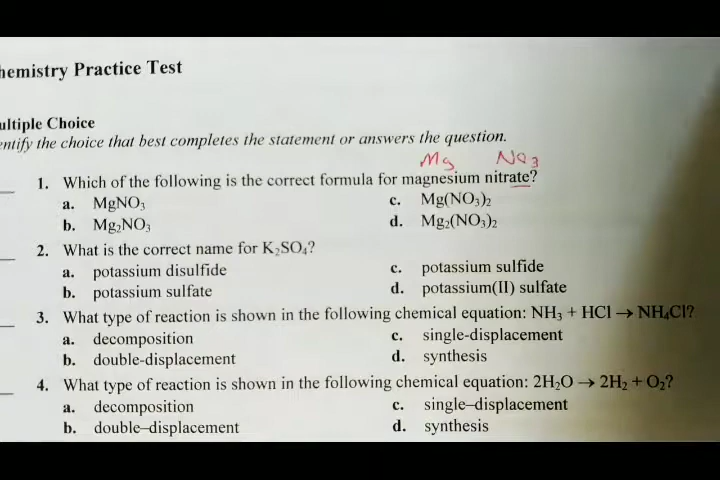 hemistry Practice Test
ultiple Choice
entify the choice that best completes the statement or answers the question.
Mg NO3
1. Which of the following is the correct formula for magnesium nitrate?
a. MgNO₃ c. Mg(NO₃)₂
b. Mg₂NO₃ d. Mg₂(NO₃)₂
2. What is the correct name for K₂SO₄?
a. potassium disulfide c. potassium sulfide
b. potassium sulfate d. potassium(II) sulfate
3. What type of reaction is shown in the following chemical equation: NH₃ + HCl → NH₄Cl?
a. decomposition c. single-displacement
b. double-displacement d. synthesis
4. What type of reaction is shown in the following chemical equation: 2H₂O → 2H₂ + O₂?
a. decomposition c. single–displacement
b. double–displacement d. synthesis